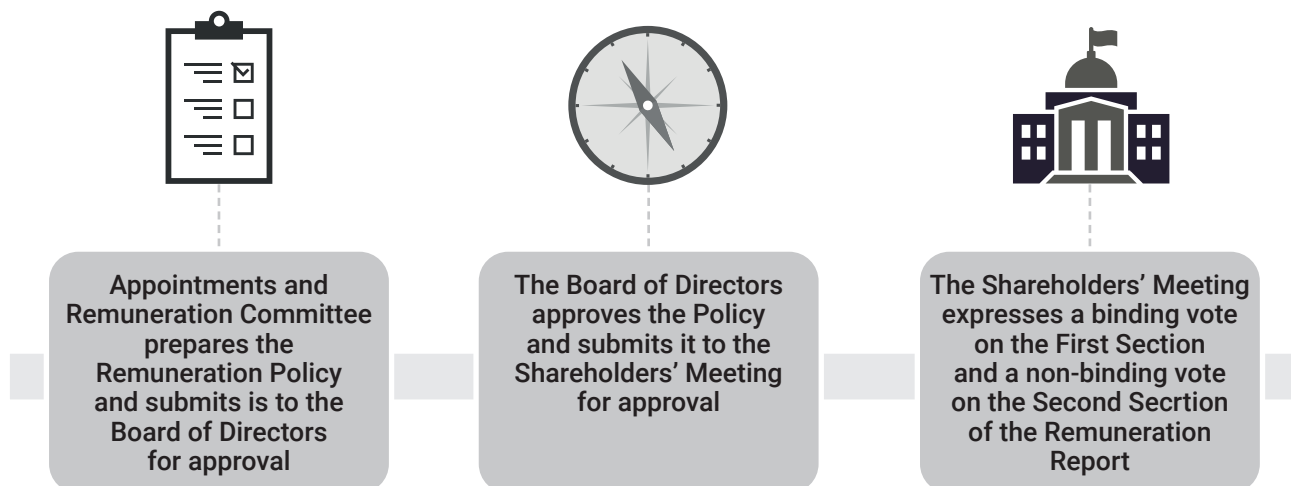 Appointments and
Remuneration Committee
prepares the
Remuneration Policy
and submits is to the
Board of Directors
for approval
The Board of Directors
approves the Policy
and submits it to the
Shareholders’ Meeting
for approval
The Shareholders’ Meeting
expresses a binding vote
on the First Section
and a non-binding vote
on the Second Secrtion
of the Remuneration
Report